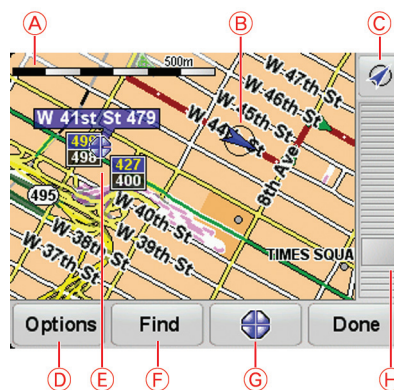 A
B
C
500m
W 47th St
W 46th St
W 45th St
W 44th St
8th Ave
W 41st St 479
499
498
427
400
495
W 40th St
W 39th St
W 38th St
W 37th St
TIMES SQUA
Options
Find
Done
D
E
F
G
H